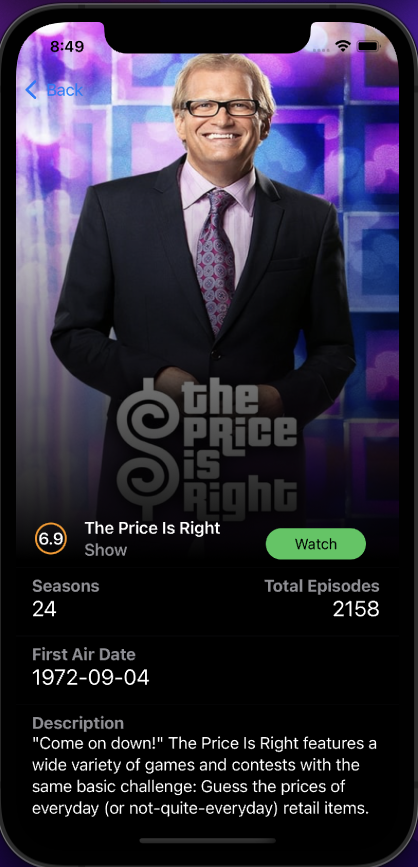 8:49
Back
the
PRice
is
Right
6.9
The Price Is Right
Show
Watch
Seasons
Total Episodes
24
2158
First Air Date
1972-09-04
Description
"Come on down!" The Price Is Right features a
wide variety of games and contests with the
same basic challenge: Guess the prices of
everyday (or not-quite-everyday) retail items.